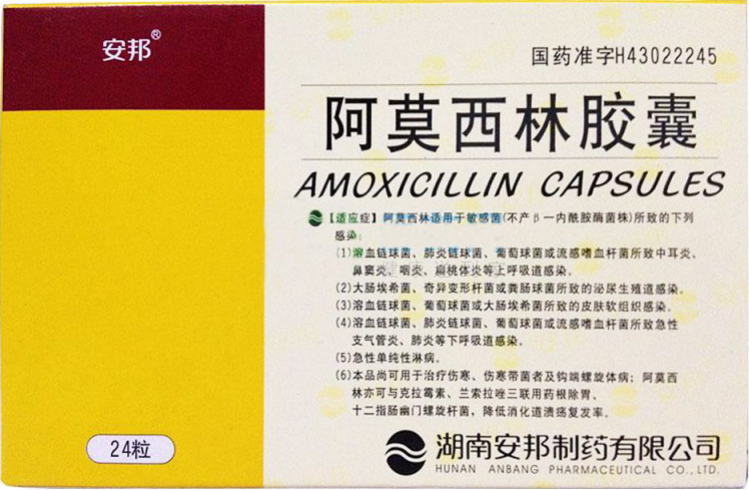 安邦®
国药准字H43022245
阿莫西林胶囊
AMOXICILLIN CAPSULES
【适应症】阿莫西林适用于敏感菌(不产β-内酰胺酶菌株)所致的下列
感染:
(1)溶血链球菌、肺炎链球菌、葡萄球菌或流感嗜血杆菌所致中耳炎、
鼻窦炎、咽炎、扁桃体炎等上呼吸道感染。
(2)大肠埃希菌、奇异变形杆菌或粪肠球菌所致的泌尿生殖道感染。
(3)溶血链球菌、葡萄球菌或大肠埃希菌所致的皮肤软组织感染。
(4)溶血链球菌、肺炎链球菌、葡萄球菌或流感嗜血杆菌所致急性
支气管炎、肺炎等下呼吸道感染。
(5)急性单纯性淋病。
(6)本品尚可用于治疗伤寒、伤寒带菌者及钩端螺旋体病;阿莫西
林亦可与克拉霉素、兰索拉唑三联用药根除胃、
十二指肠幽门螺旋杆菌，降低消化道溃疡复发率。
24粒
湖南安邦制药有限公司
HUNAN ANBANG PHARMACEUTICAL CO.,LTD.